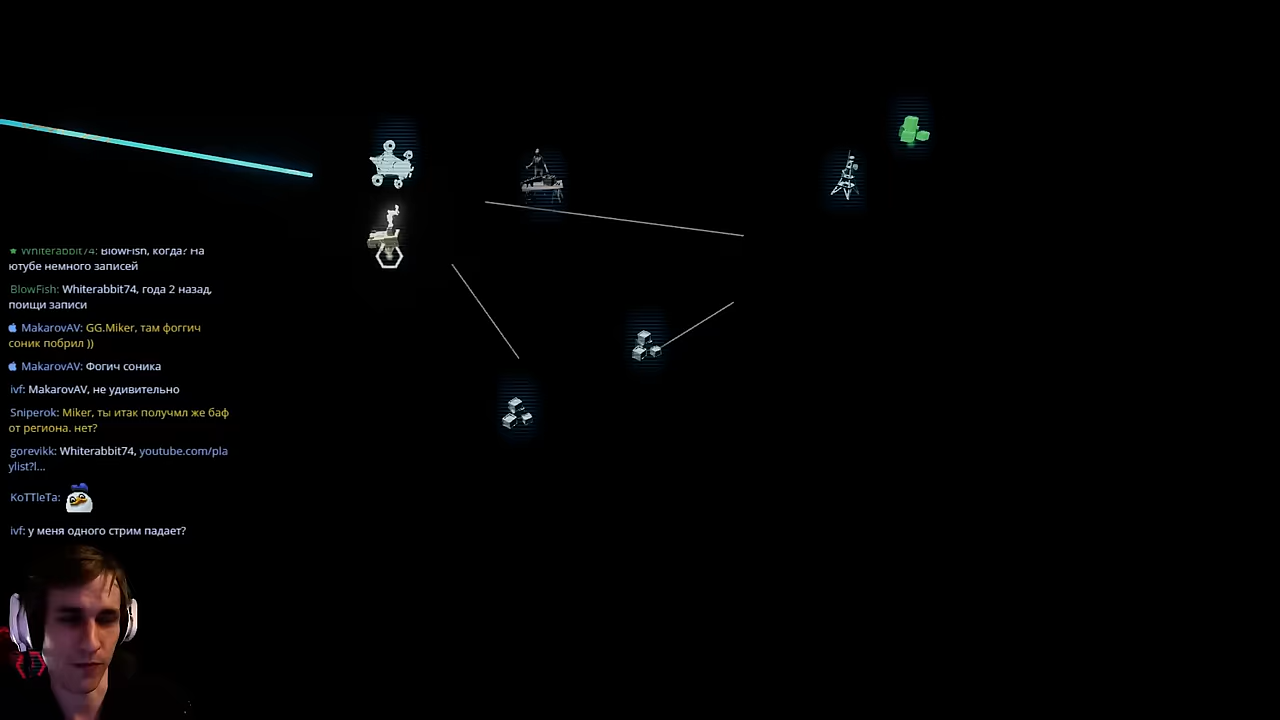 ★ Whiterabbit74: BlowFish, когда? На
ютубе немного записей
BlowFish: Whiterabbit74, года 2 назад,
поищи записи
MakarovAV: GG.Miker, там фоггич
соник побрил ))
MakarovAV: Фогич соника
ivf: MakarovAV, не удивительно
Sniperok: Miker, ты итак получмл же баф
от региона. нет?
gorevikk: Whiterabbit74, youtube.com/pla
ylist?l...
KoTTleTa:
ivf: у меня одного стрим падает?